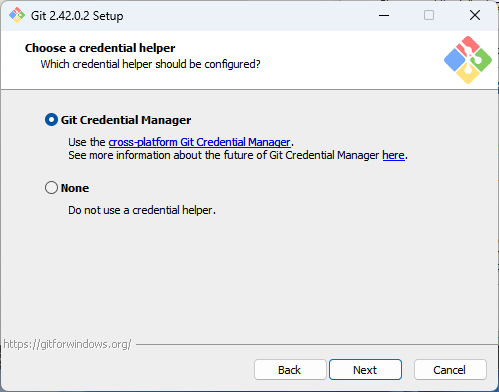 Git 2.42.0.2 Setup
Choose a credential helper
Which credential helper should be configured?
Git Credential Manager
Use the cross-platform Git Credential Manager.
See more information about the future of Git Credential Manager here.
None
Do not use a credential helper.
https://gitforwindows.org/
Back Next Cancel